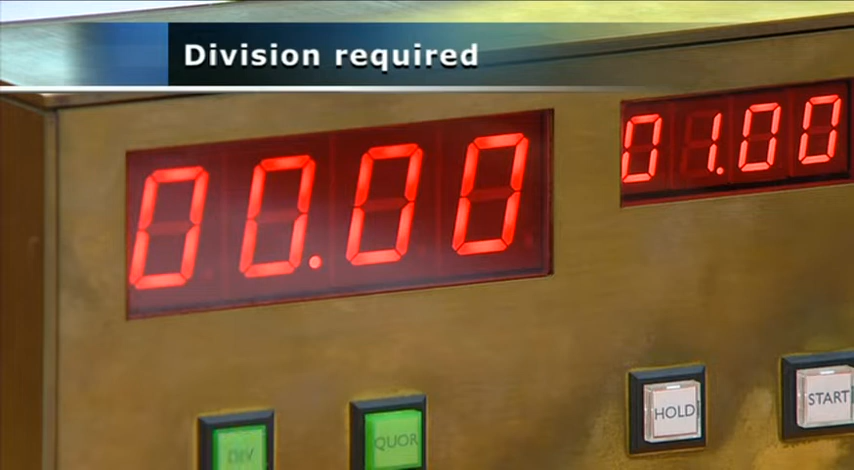 Division required
00.00
01.00
DIV
QUOR
HOLD
START